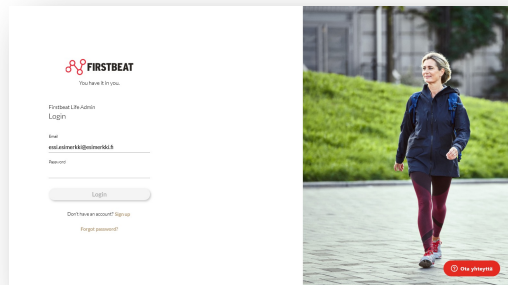 FIRSTBEAT
You have it in you.
Firstbeat Life Admin
Login
Email
essi.esimerkki@esimerkki.fi
Password
Login
Don't have an account? Sign up
Forgot password?
Ota yhteyttä